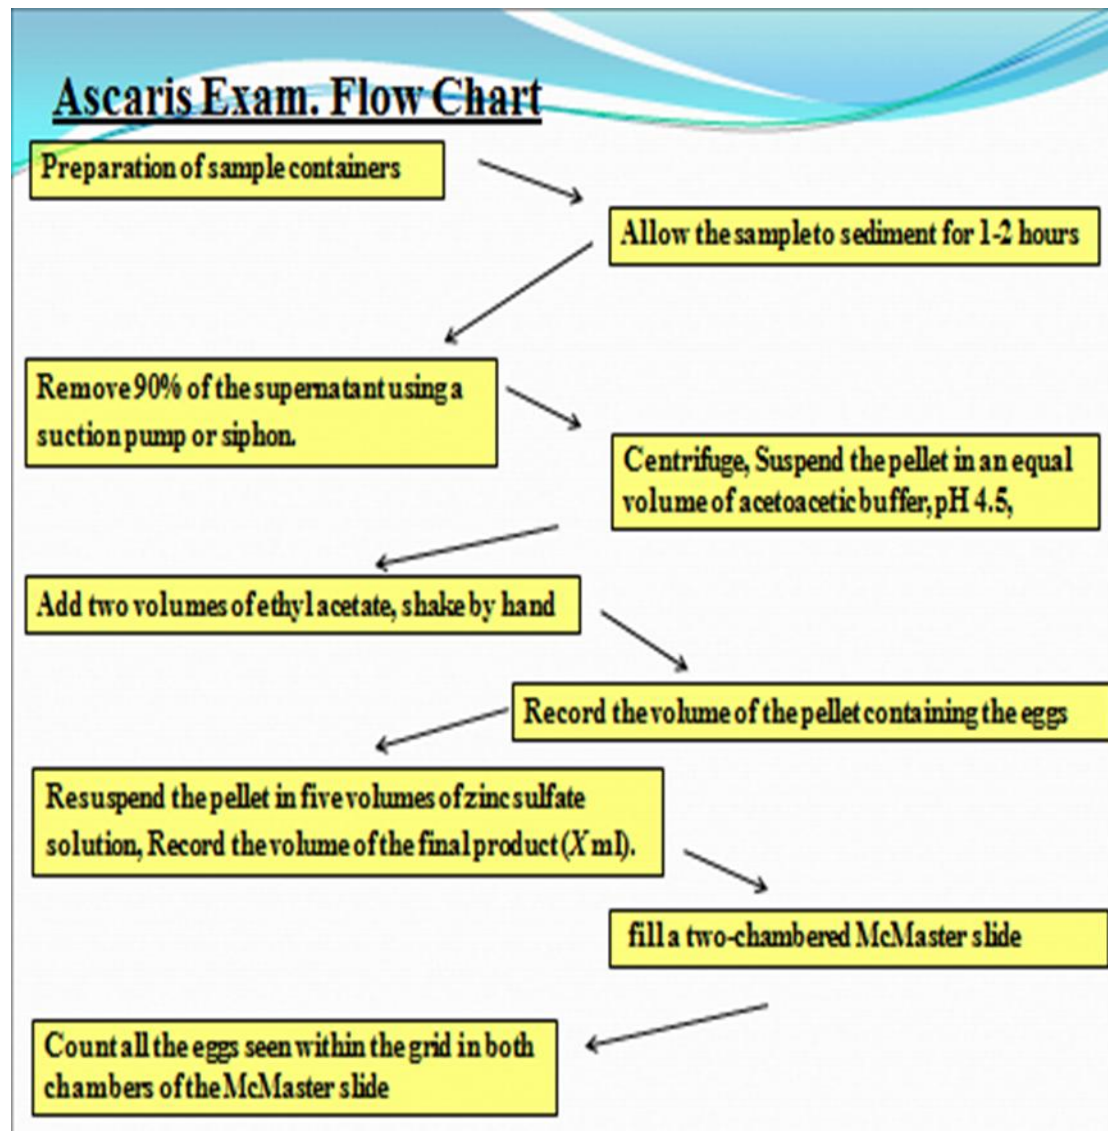 Ascaris Exam. Flow Chart
Preparation of sample containers
Allow the sample to sediment for 1-2 hours
Remove 90% of the supernatant using a
suction pump or siphon.
Centrifuge, Suspend the pellet in an equal
volume of acetoacetic buffer, pH 4.5,
Add two volumes of ethyl acetate, shake by hand
Record the volume of the pellet containing the eggs
Resuspend the pellet in five volumes of zinc sulfate
solution, Record the volume of the final product (X ml).
fill a two-chambered McMaster slide
Count all the eggs seen within the grid in both
chambers of the McMaster slide